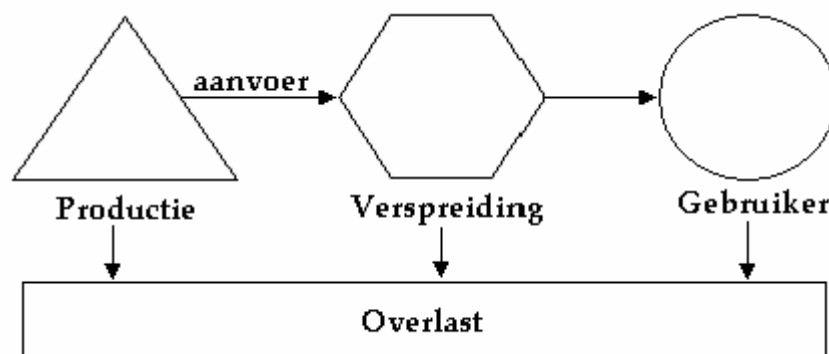 aanvoer
Productie
Verspreiding
Gebruiker
Overlast